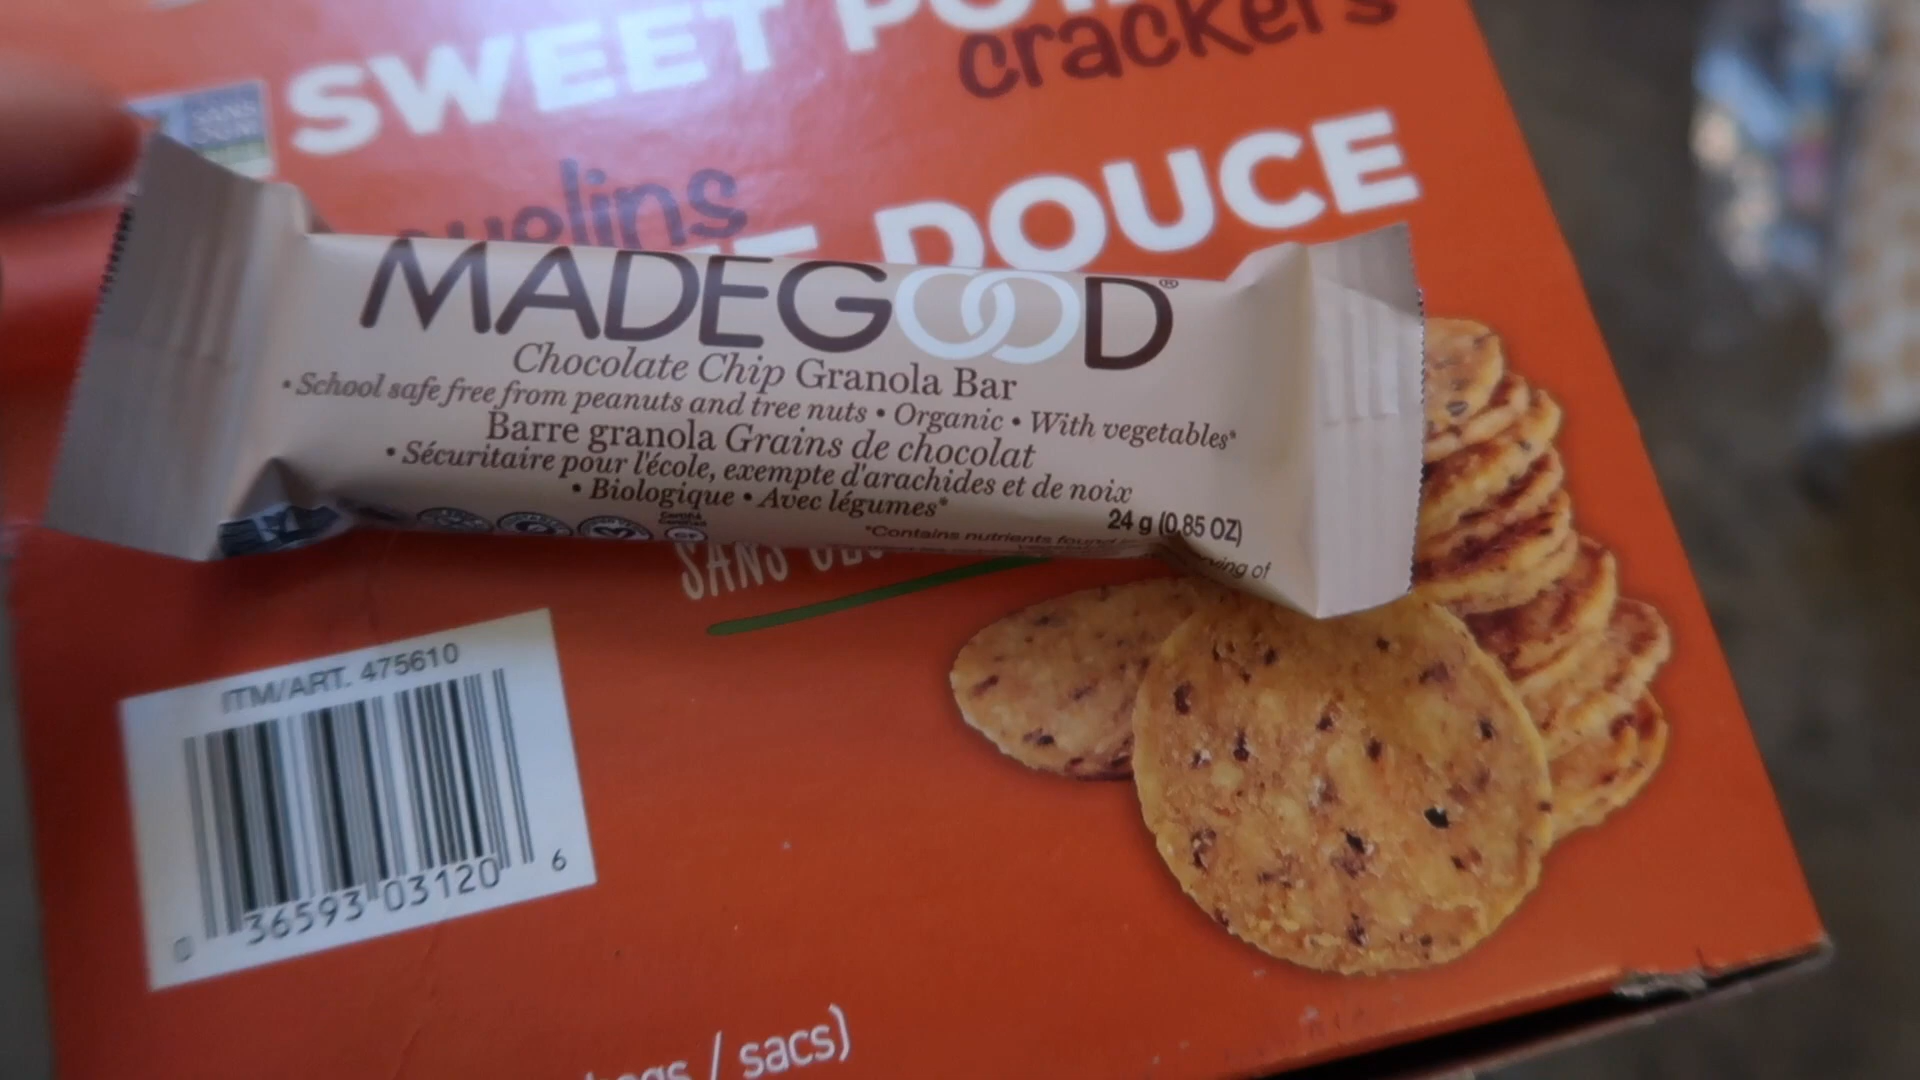 SWEET
crackers
DOUCE
MADEGOOD®
Chocolate Chip Granola Bar
• School safe free from peanuts and tree nuts • Organic • With vegetables*
Barre granola Grains de chocolat
• Sécuritaire pour l'école, exempte d'arachides et de noix
• Biologique • Avec légumes*
24 g (0,85 OZ)
*Contains nutrients found
SANS
ITM/ART. 475610
0 36593 03120 6
/ sacs)